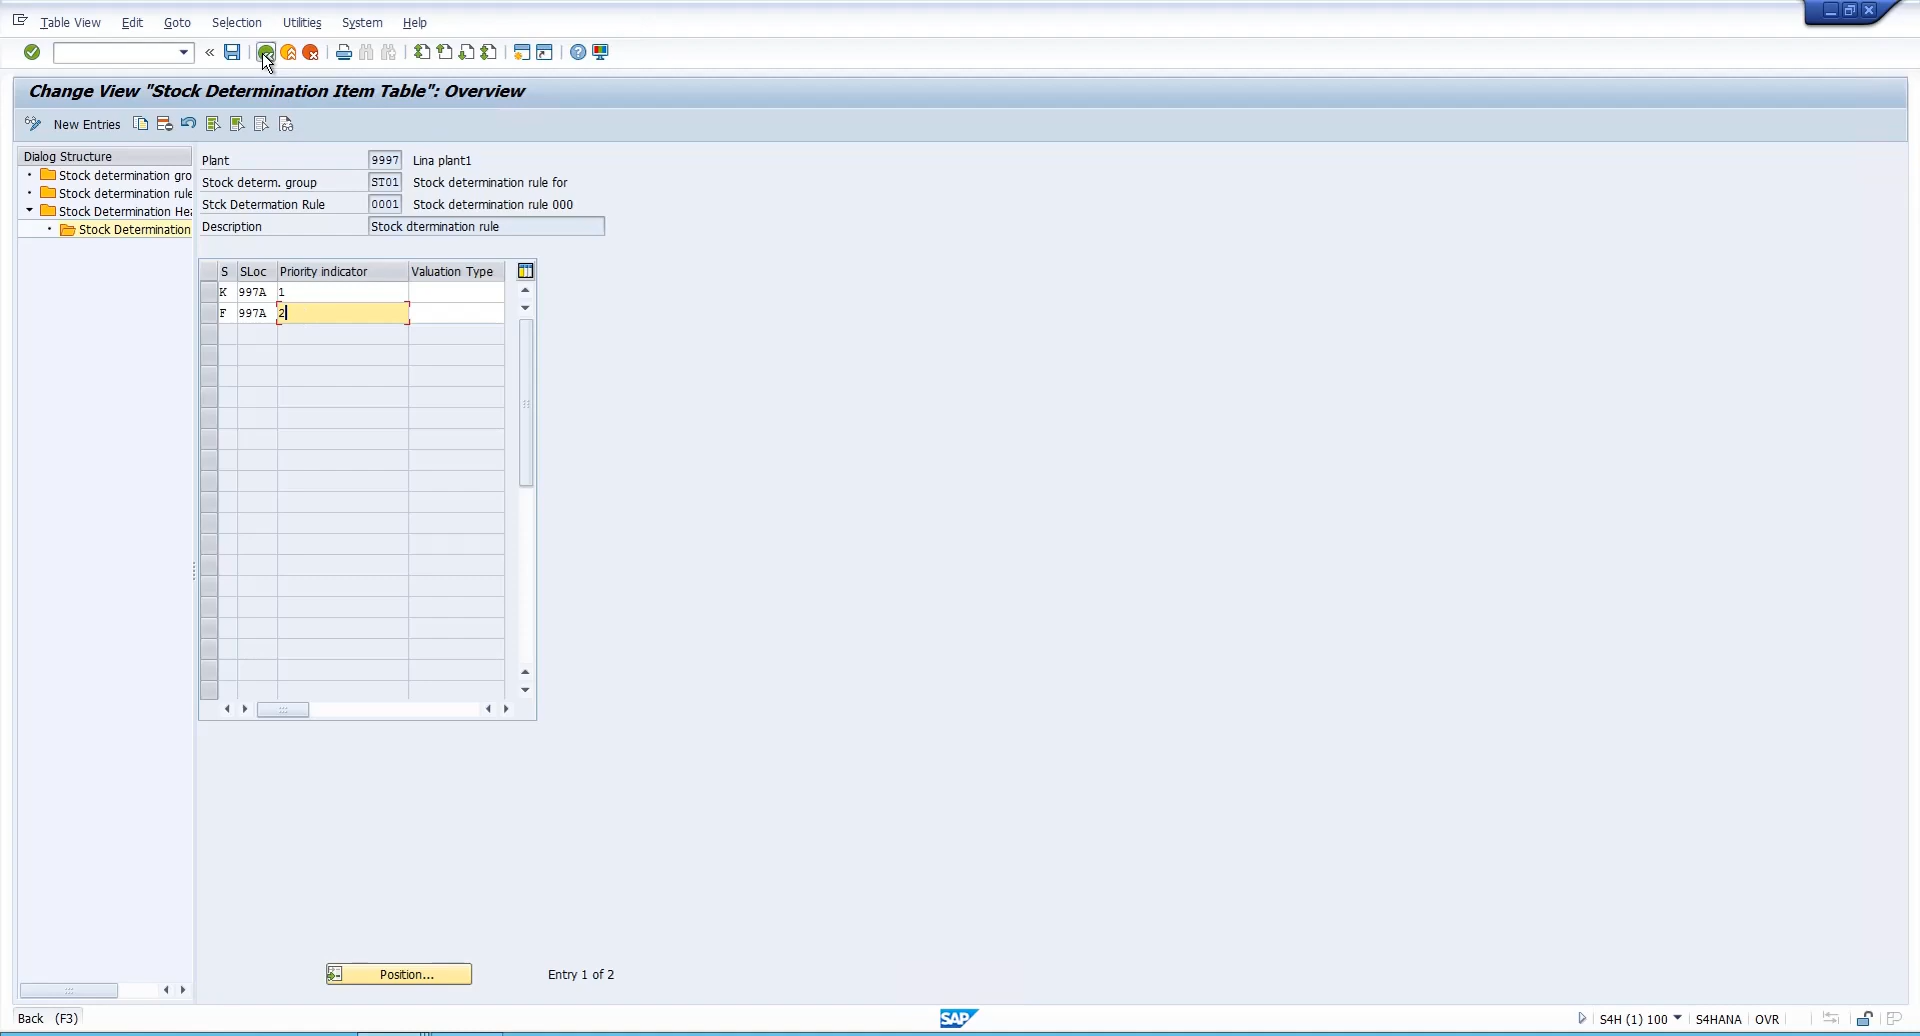 Table View Edit Goto Selection Utilities System Help
Change View "Stock Determination Item Table": Overview
New Entries
Dialog Structure
Stock determination gro
Stock determination rule
Stock Determination Hea
Stock Determination
Plant 9997 Lina plant1
Stock determ. group ST01 Stock determination rule for
Stck Determation Rule 0001 Stock determination rule 000
Description Stock dtermination rule
S SLoc Priority indicator Valuation Type
K 997A 1
F 997A 2
Position... Entry 1 of 2
Back (F3) SAP S4H (1) 100 S4HANA OVR